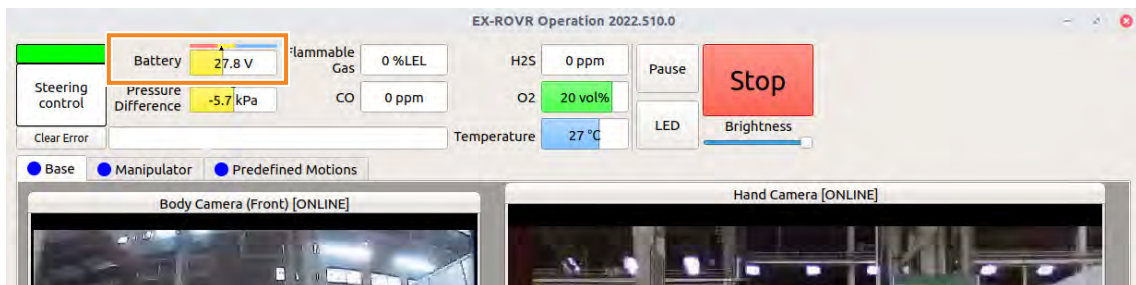 EX-ROVR Operation 2022.510.0
Battery 27.8 V
Flammable Gas 0 %LEL
H2S 0 ppm
Pause
Stop
Steering control
Pressure Difference -5.7 kPa
CO 0 ppm
O2 20 vol%
LED
Brightness
Clear Error
Temperature 27 °C
Base
Manipulator
Predefined Motions
Body Camera (Front) [ONLINE]
Hand Camera [ONLINE]